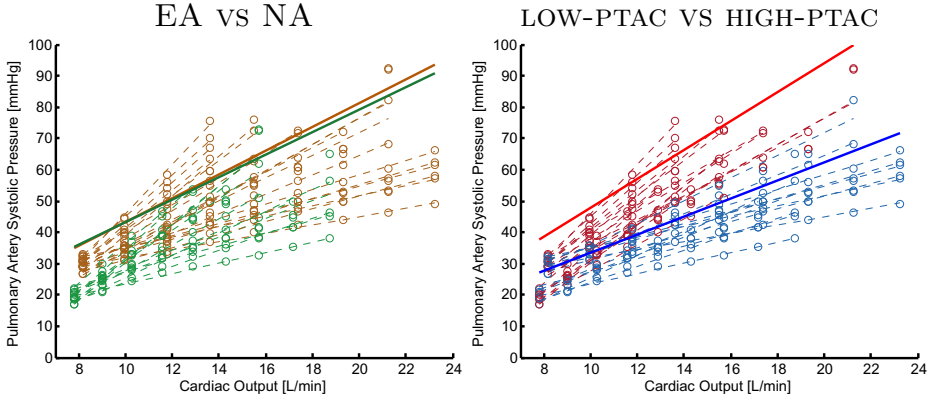 EA VS NA
LOW-PTAC VS HIGH-PTAC
Pulmonary Artery Systolic Pressure [mmHg]
100
90
80
70
60
50
40
30
20
10
0
8 10 12 14 16 18 20 22 24
Cardiac Output [L/min]
Pulmonary Artery Systolic Pressure [mmHg]
100
90
80
70
60
50
40
30
20
10
0
8 10 12 14 16 18 20 22 24
Cardiac Output [L/min]